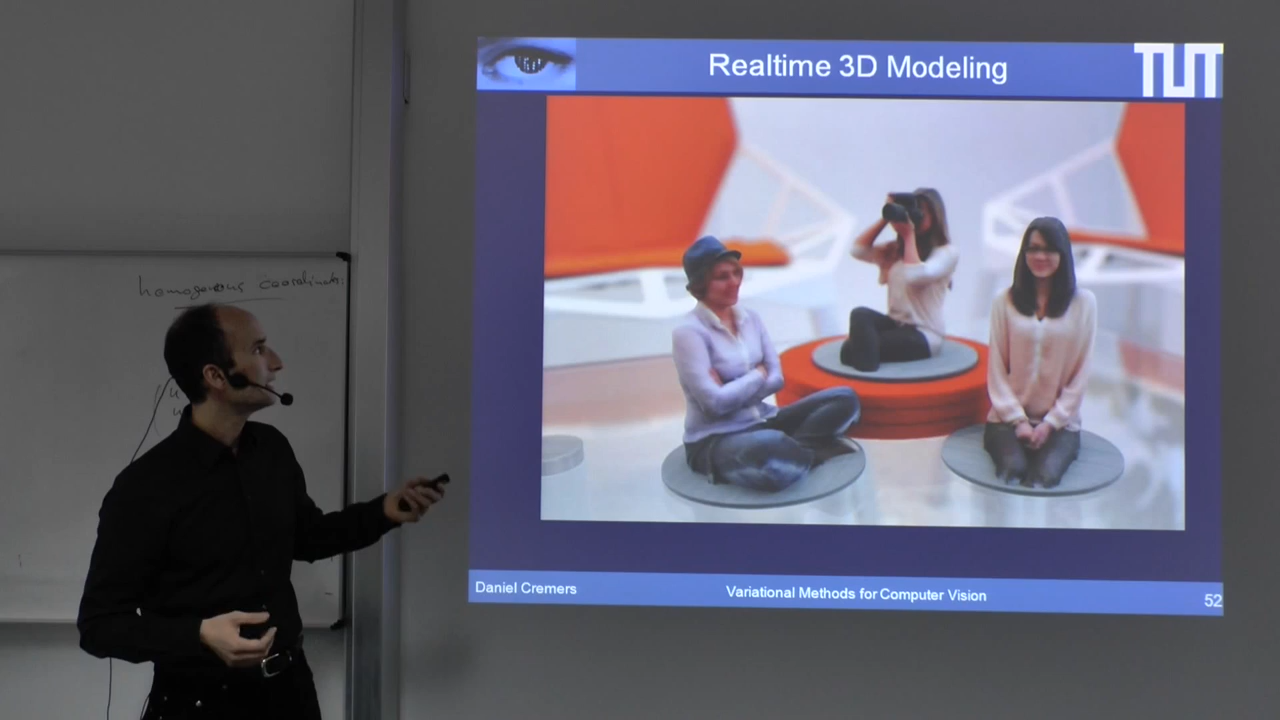 Realtime 3D Modeling
TUM
homogeneous coordinates
Daniel Cremers
Variational Methods for Computer Vision
52